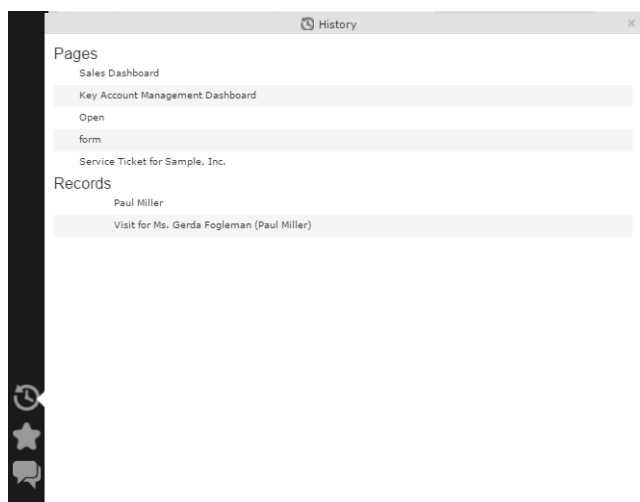 History
Pages
Sales Dashboard
Key Account Management Dashboard
Open
form
Service Ticket for Sample, Inc.
Records
Paul Miller
Visit for Ms. Gerda Fogleman (Paul Miller)